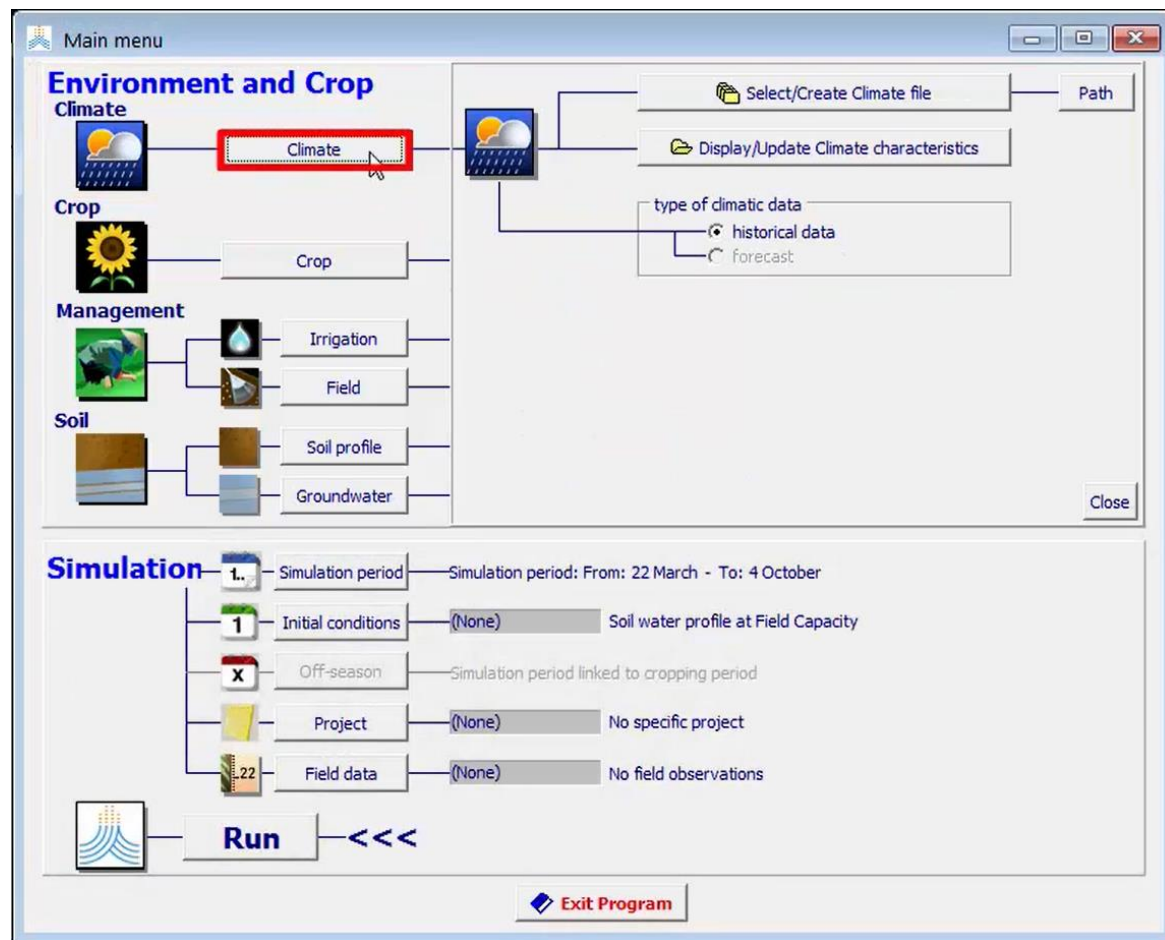 Main menu
Environment and Crop
Climate
Climate
Select/Create Climate file
Path
Display/Update Climate characteristics
type of climatic data
historical data
forecast
Crop
Crop
Management
Irrigation
Field
Soil
Soil profile
Groundwater
Close
Simulation
1..
Simulation period
Simulation period: From: 22 March - To: 4 October
1
Initial conditions
(None)
Soil water profile at Field Capacity
X
Off-season
Simulation period linked to cropping period
Project
(None)
No specific project
.22
Field data
(None)
No field observations
Run
<<<
Exit Program